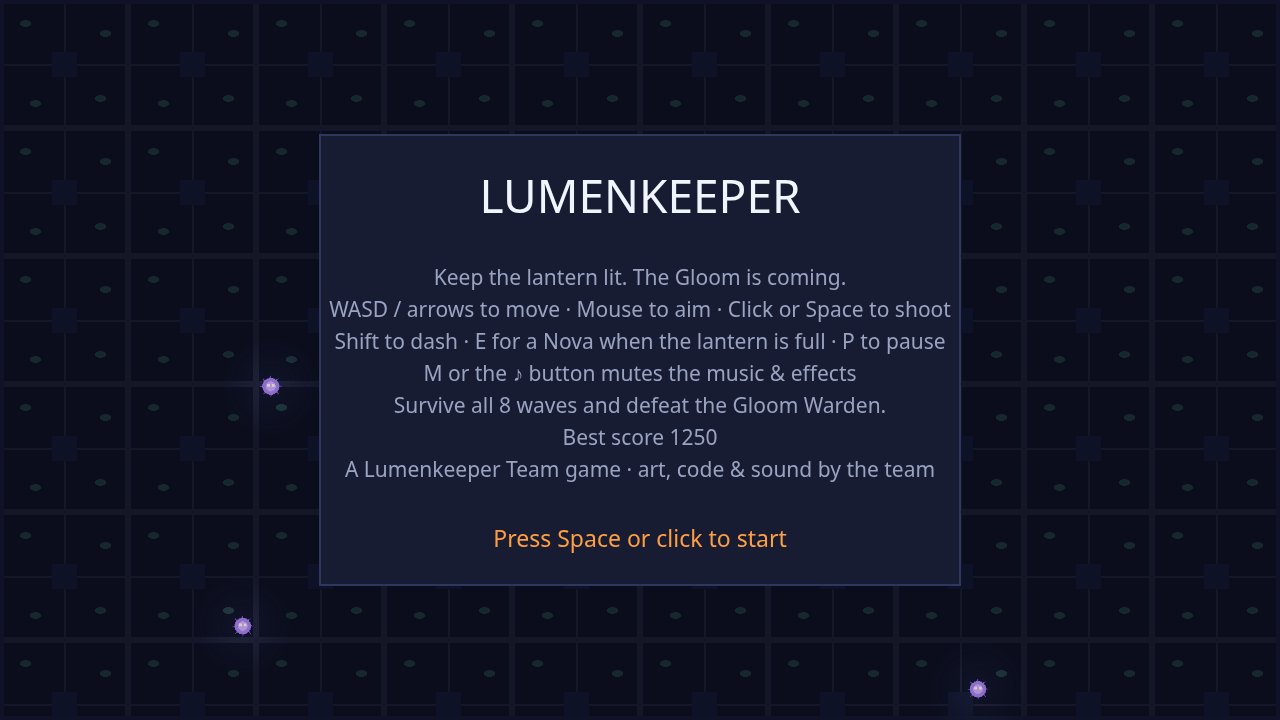 LUMENKEEPER
Keep the lantern lit. The Gloom is coming.
WASD / arrows to move · Mouse to aim · Click or Space to shoot
Shift to dash · E for a Nova when the lantern is full · P to pause
M or the ♪ button mutes the music & effects
Survive all 8 waves and defeat the Gloom Warden.
Best score 1250
A Lumenkeeper Team game · art, code & sound by the team
Press Space or click to start